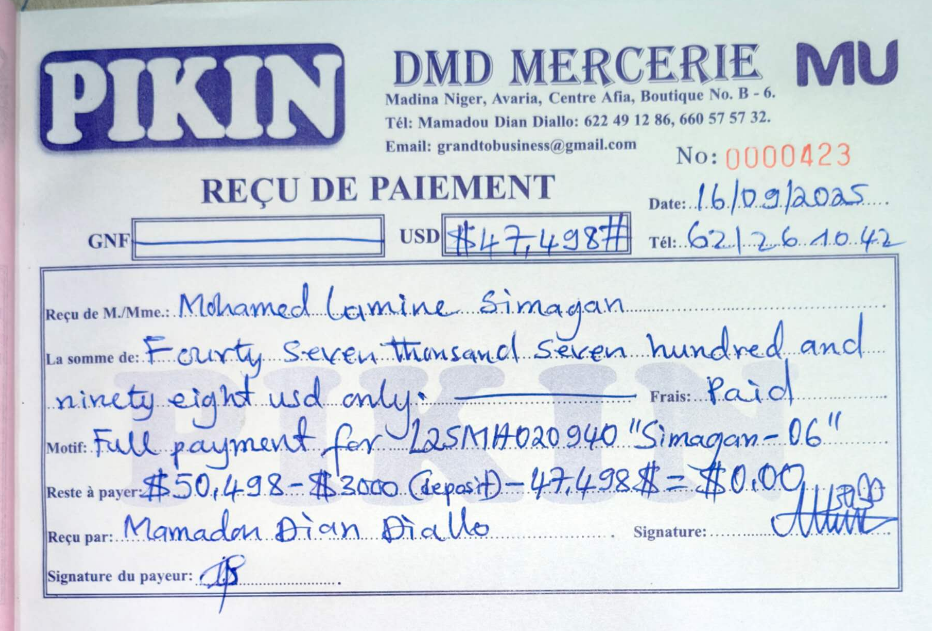 PIKIN
DMD MERCERIE MU
Madina Niger, Avaria, Centre Afia, Boutique No. B - 6.
Tél: Mamadou Dian Diallo: 622 49 12 86, 660 57 57 32.
Email: grandtobusiness@gmail.com
No: 0000423
REÇU DE PAIEMENT
Date: 16/09/2025
GNF USD #47,498#
Tél: 621 26 10 42
Reçu de M./Mme.: Mohamed Lamine Simagan
La somme de: Fourty Seven thousand Seven hundred and
ninety eight usd only. Frais: Paid
Motif: Full payment for L25MA020940 "Simagan-06"
Reste à payer: $50,498 - $3000 (deposit) - 47,498$ = $0.00
Reçu par: Mamadou Dian Diallo Signature:
Signature du payeur:
PIKIN